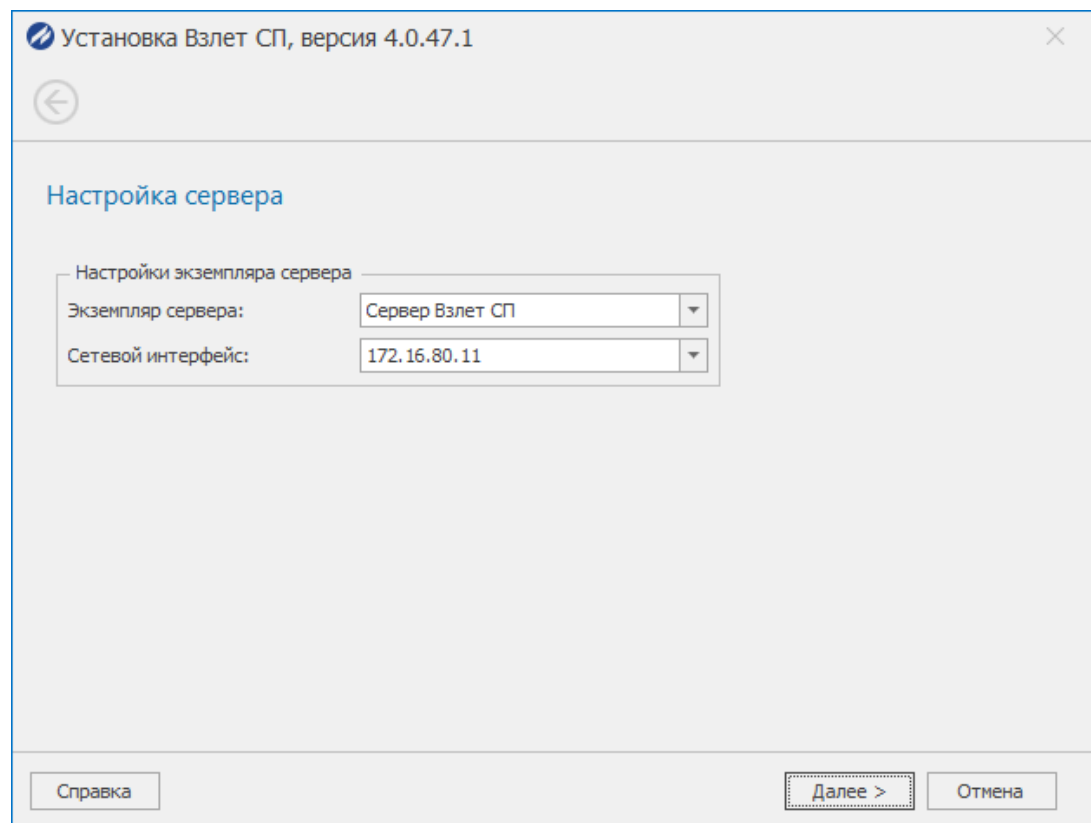 Установка Взлет СП, версия 4.0.47.1
Настройка сервера
Настройки экземпляра сервера
Экземпляр сервера: Сервер Взлет СП
Сетевой интерфейс: 172.16.80.11
Справка Далее > Отмена